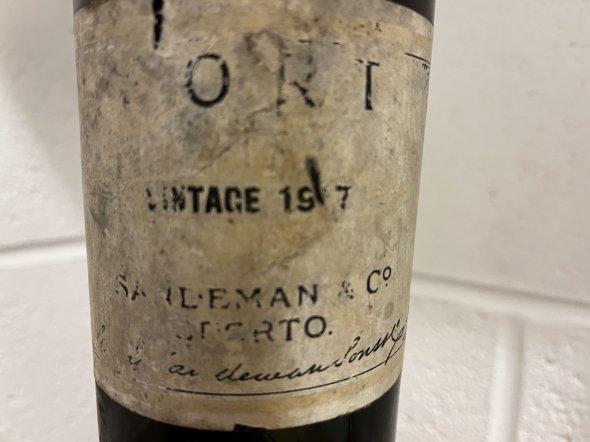 PORT
VINTAGE
SANDEMAN & Cº
OPORTO.